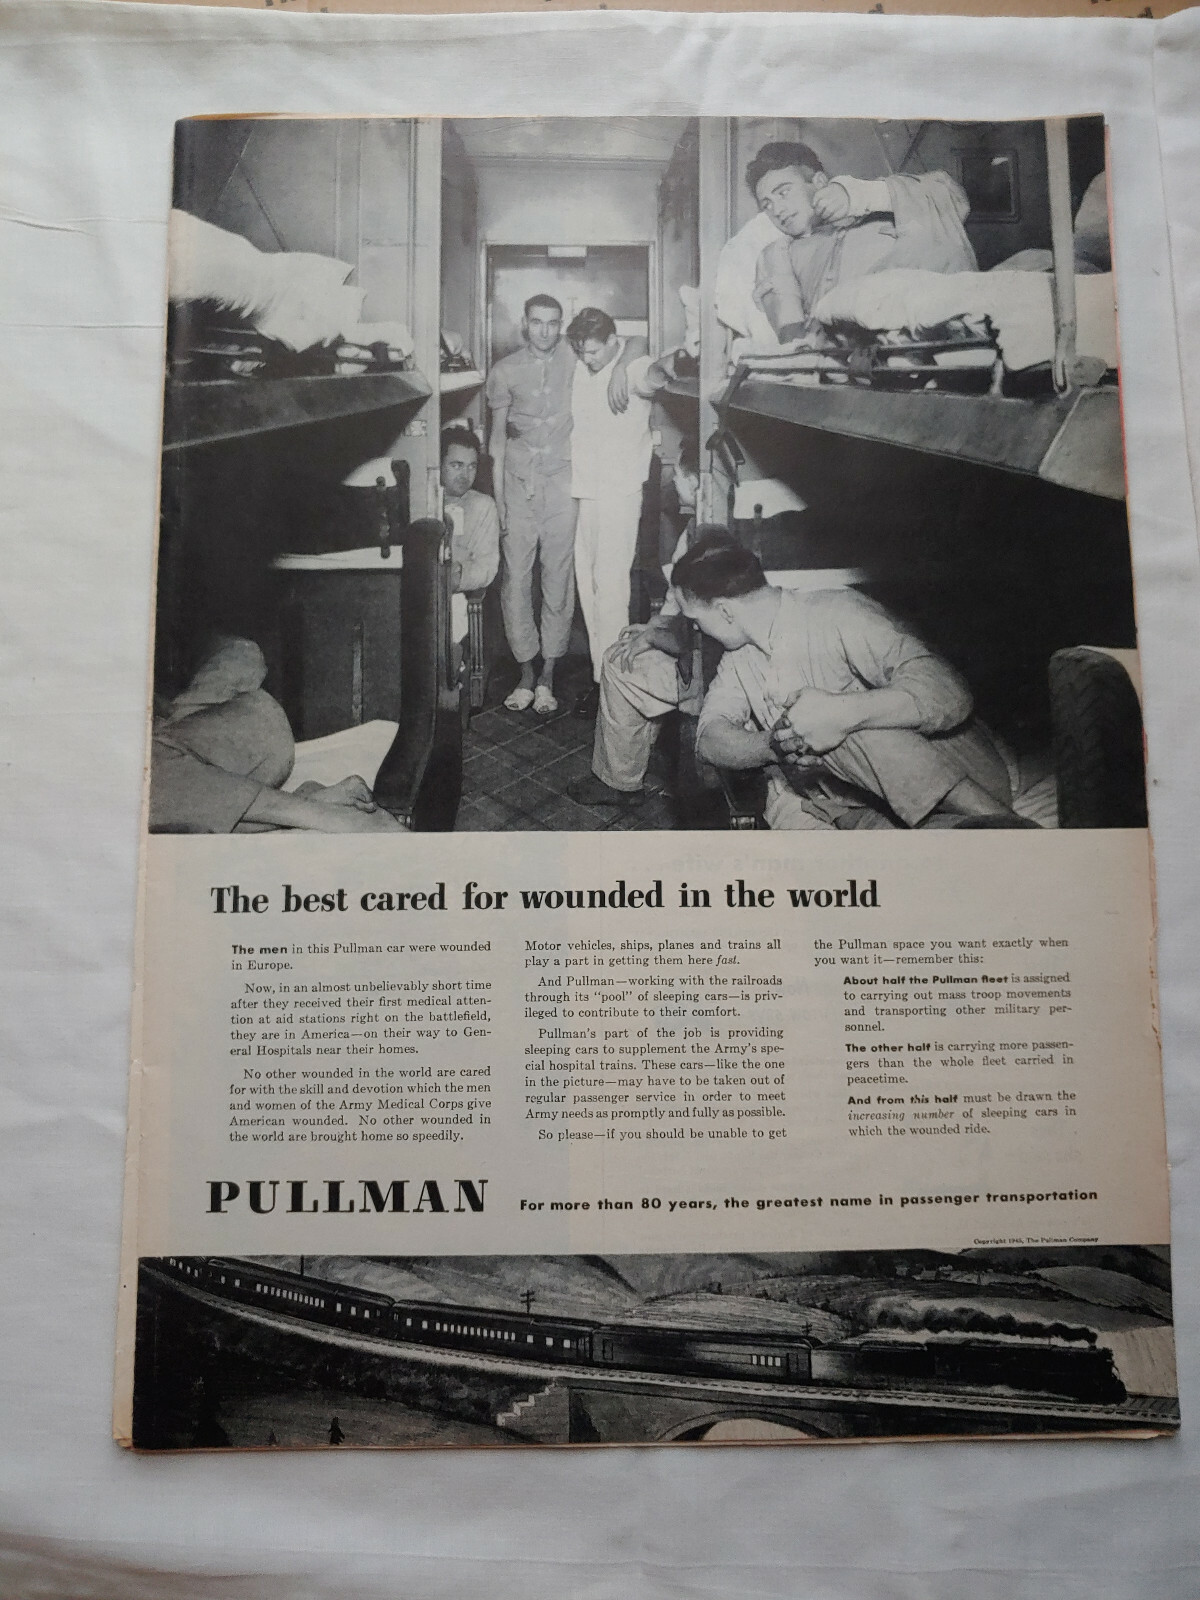 The best cared for wounded in the world
The men in this Pullman car were wounded
in Europe.
Now, in an almost unbelievably short time
after they received their first medical atten-
tion at aid stations right on the battlefield,
they are in America—on their way to Gen-
eral Hospitals near their homes.
No other wounded in the world are cared
for with the skill and devotion which the men
and women of the Army Medical Corps give
American wounded. No other wounded in
the world are brought home so speedily.
Motor vehicles, ships, planes and trains all
play a part in getting them here fast.
And Pullman—working with the railroads
through its "pool" of sleeping cars—is priv-
ileged to contribute to their comfort.
Pullman's part of the job is providing
sleeping cars to supplement the Army's spe-
cial hospital trains. These cars—like the one
in the picture—may have to be taken out of
regular passenger service in order to meet
Army needs as promptly and fully as possible.
So please—if you should be unable to get
the Pullman space you want exactly when
you want it—remember this:
About half the Pullman fleet is assigned
to carrying out mass troop movements
and transporting other military per-
sonnel.
The other half is carrying more passen-
gers than the whole fleet carried in
peacetime.
And from this half must be drawn the
increasing number of sleeping cars in
which the wounded ride.
PULLMAN
For more than 80 years, the greatest name in passenger transportation
Copyright 1945, The Pullman Company